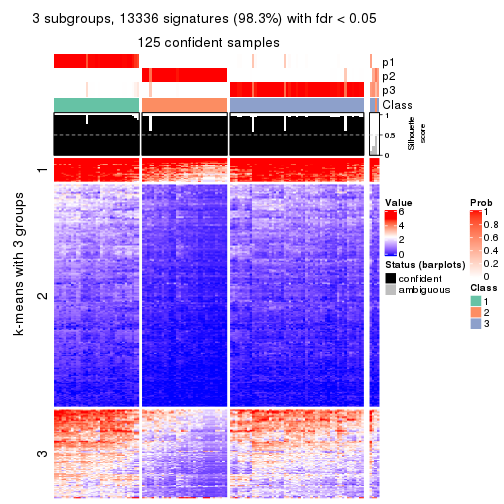 3 subgroups, 13336 signatures (98.3%) with fdr < 0.05
125 confident samples
p1
p2
p3
Class
1
0.5
0
Silhouette
score
k-means with 3 groups
1
2
3
Value
6
4
2
0
Status (barplots)
confident
ambiguous
Prob
1
0.8
0.6
0.4
0.2
0
Class
1
2
3